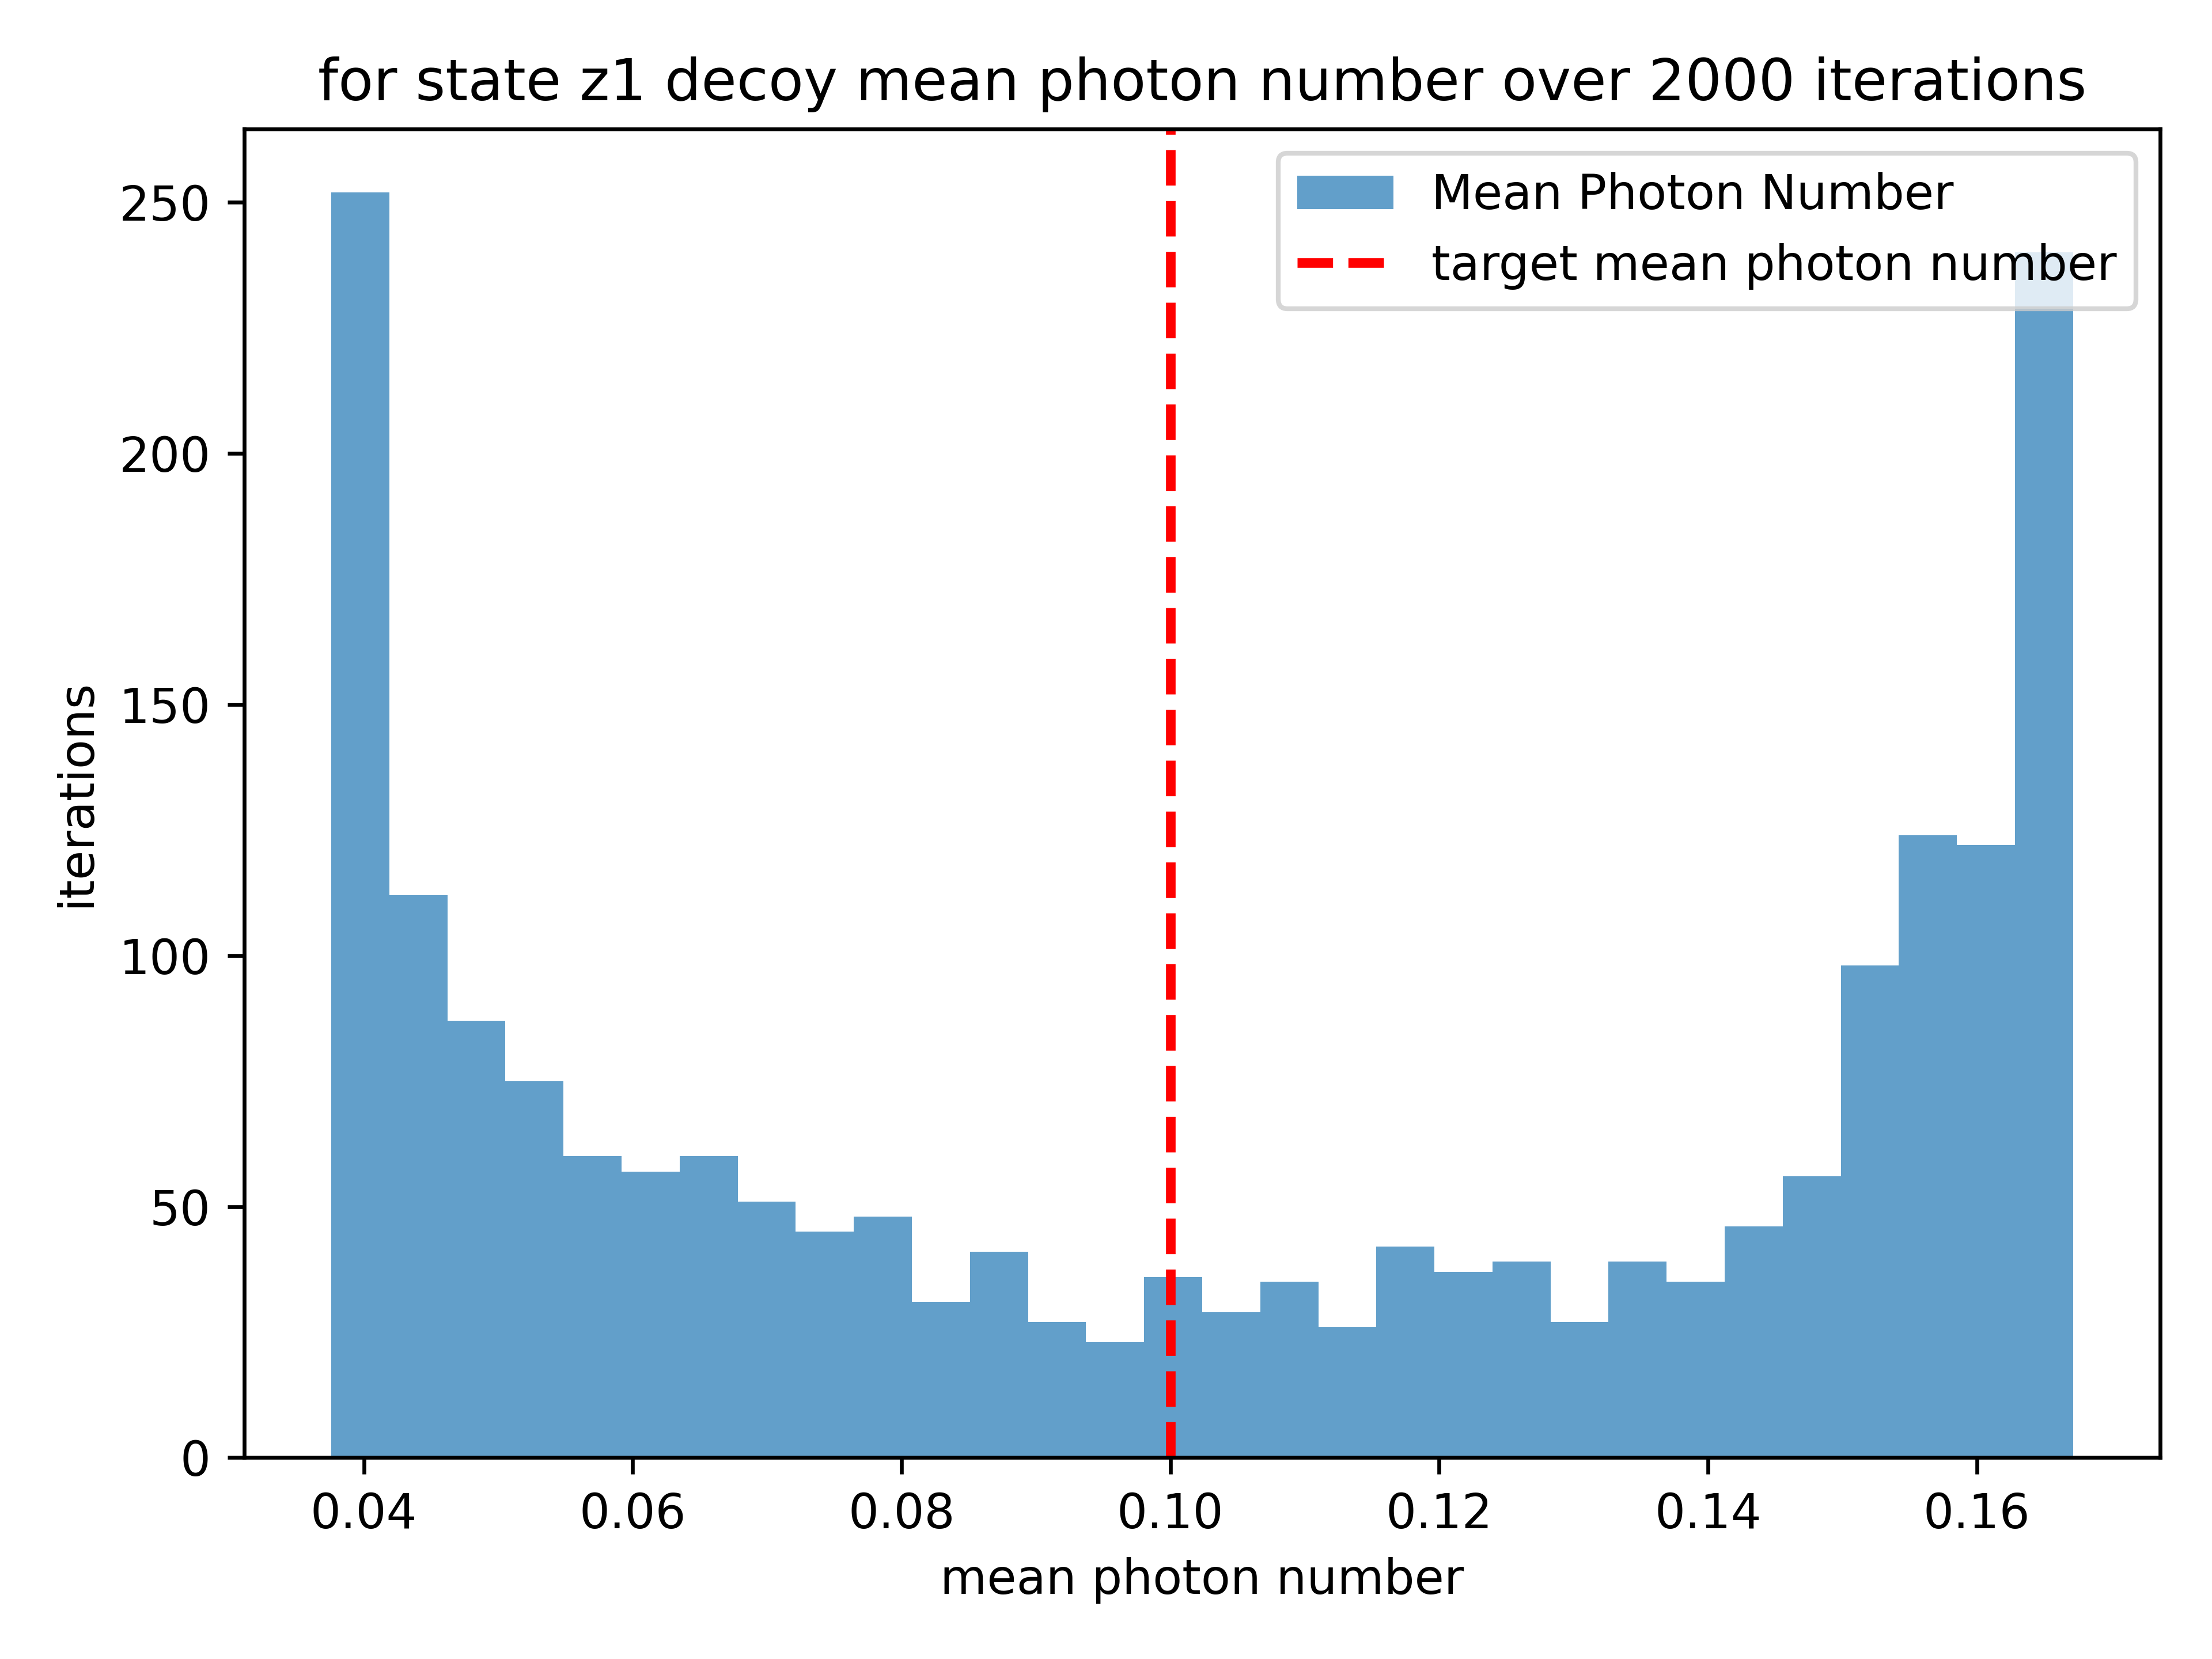 for state z1 decoy mean photon number over 2000 iterations
Mean Photon Number
target mean photon number
250
200
150
100
50
0
iterations
0.04 0.06 0.08 0.10 0.12 0.14 0.16
mean photon number